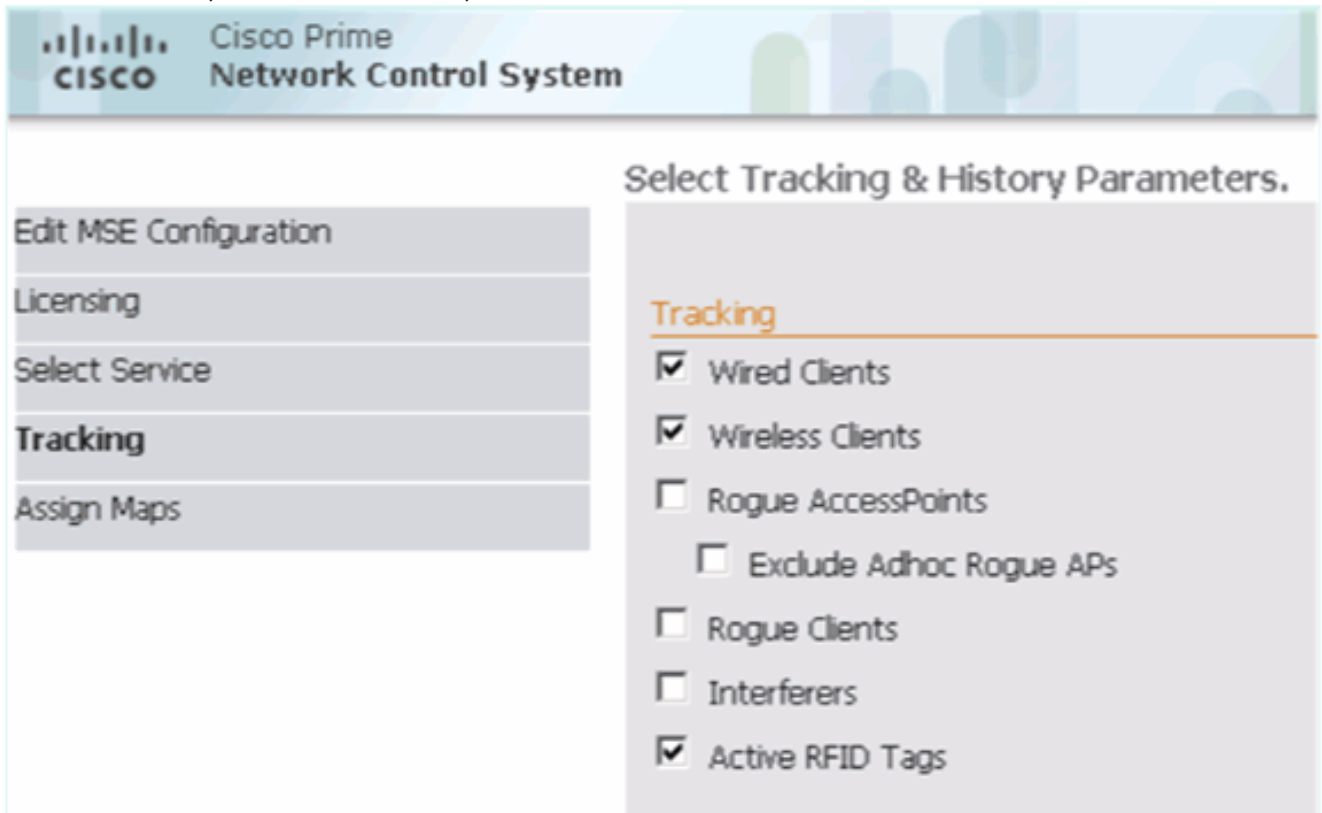 Cisco Prime
CISCO Network Control System
Select Tracking & History Parameters.
Edit MSE Configuration
Licensing
Select Service
Tracking
Assign Maps
Tracking
Wired Clients
Wireless Clients
Rogue AccessPoints
Exclude Adhoc Rogue APs
Rogue Clients
Interferers
Active RFID Tags